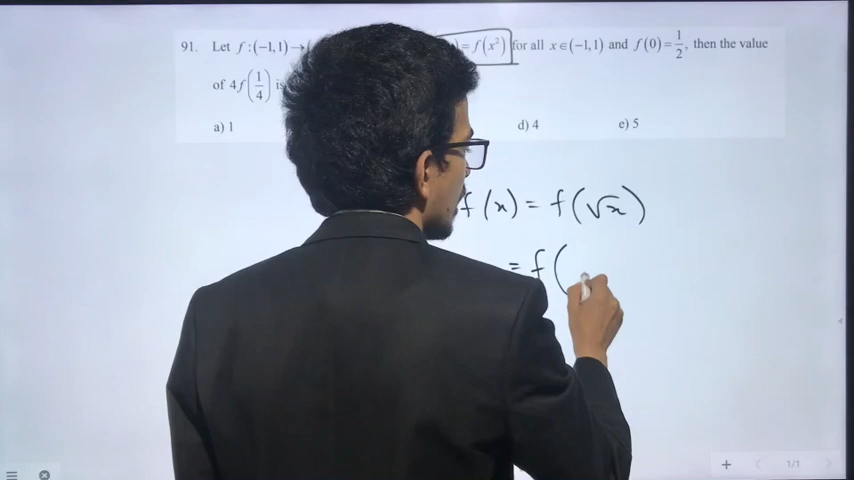 91. Let f : (−1, 1) → = f(x²) for all x ∈ (−1, 1) and f(0) = 1/2, then the value
of 4f(1/4) is
a) 1 d) 4 e) 5
f(x) = f(√x)
= f(
1/1